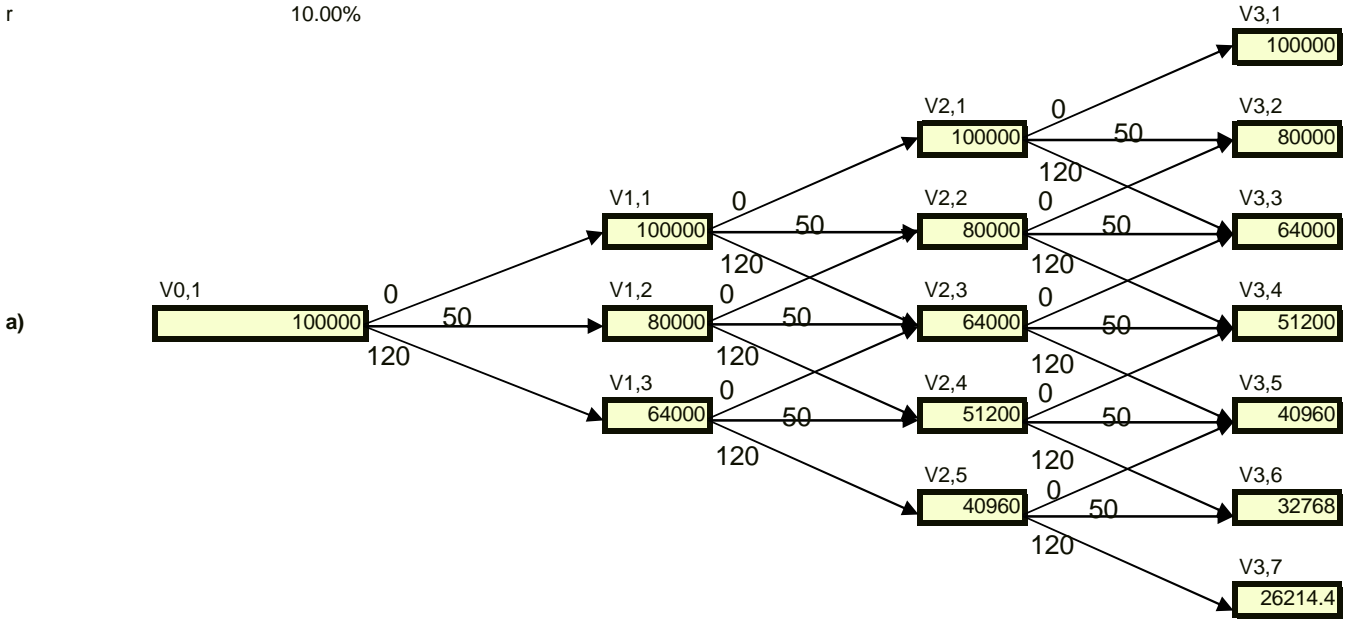 r 10.00% V3,1
100000
V2,1 0 V3,2
100000 50 80000
120
V1,1 0 V2,2 0 V3,3
100000 50 80000 50 64000
120 120
V0,1 0 V1,2 0 V2,3 0 V3,4
a) 100000 50 80000 50 64000 50 51200
120 120 120
V1,3 0 V2,4 0 V3,5
64000 50 51200 50 40960
120 120
V2,5 0 V3,6
40960 50 32768
120
V3,7
26214.4